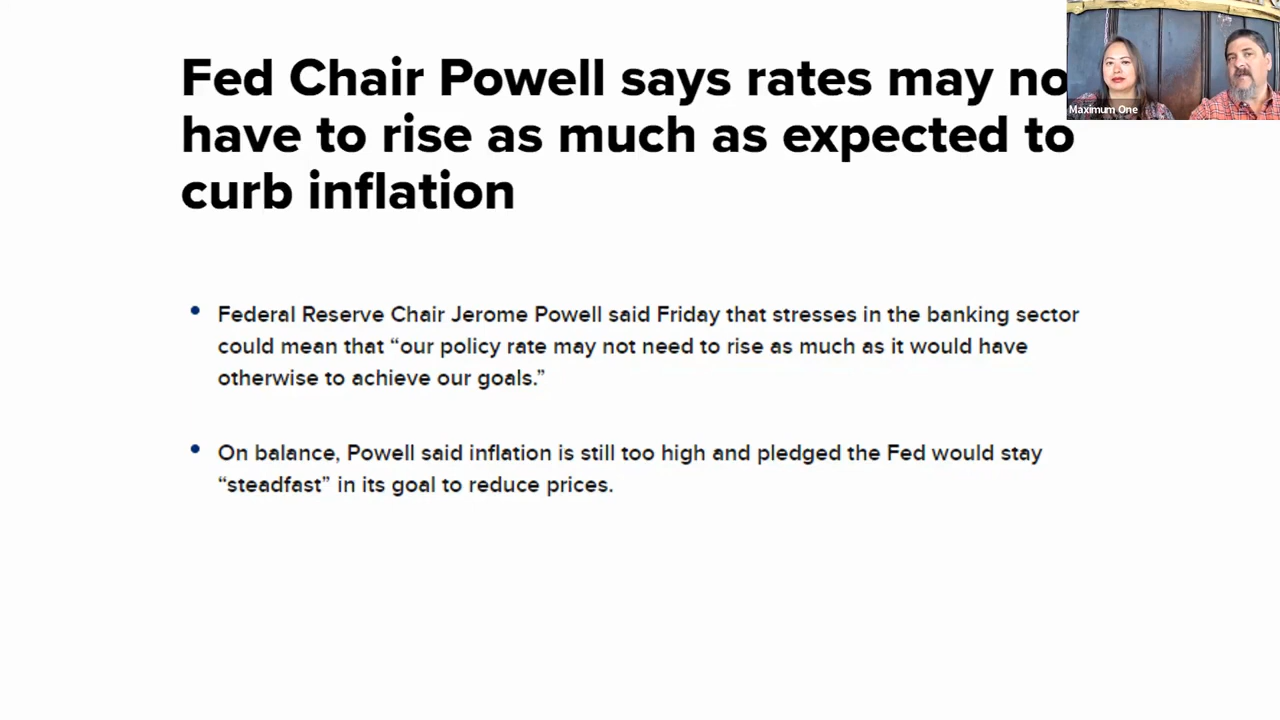 Fed Chair Powell says rates may no
have to rise as much as expected to
curb inflation
Maximum One
• Federal Reserve Chair Jerome Powell said Friday that stresses in the banking sector
could mean that “our policy rate may not need to rise as much as it would have
otherwise to achieve our goals.”
• On balance, Powell said inflation is still too high and pledged the Fed would stay
“steadfast” in its goal to reduce prices.